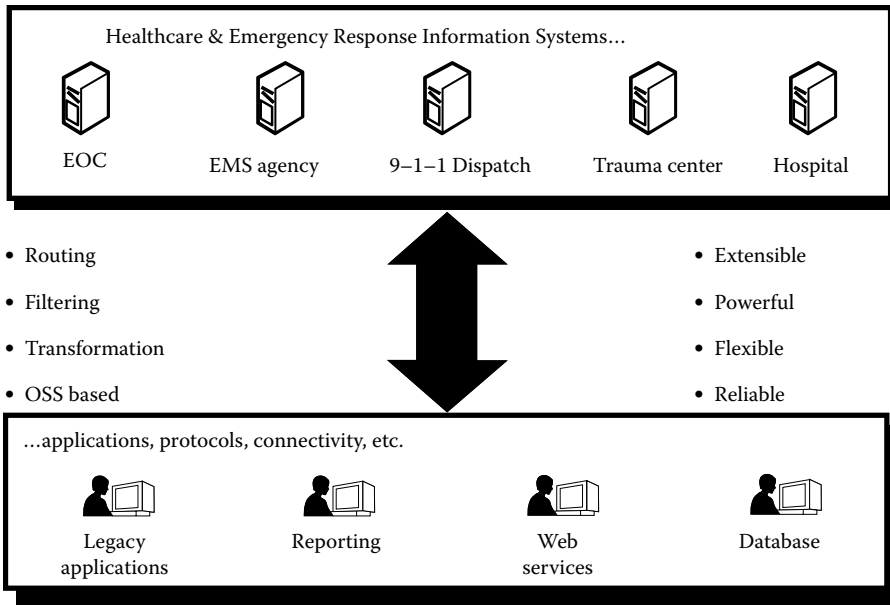 Healthcare & Emergency Response Information Systems…
EOC
EMS agency
9–1–1 Dispatch
Trauma center
Hospital
• Routing
• Filtering
• Transformation
• OSS based
• Extensible
• Powerful
• Flexible
• Reliable
…applications, protocols, connectivity, etc.
Legacy
applications
Reporting
Web
services
Database